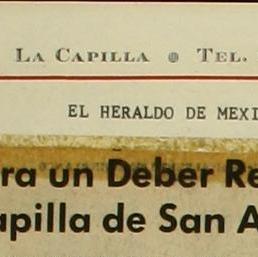 LA CAPILLA ● TEL.
EL HERALDO DE MEXI
ra un Deber Re
apilla de San A